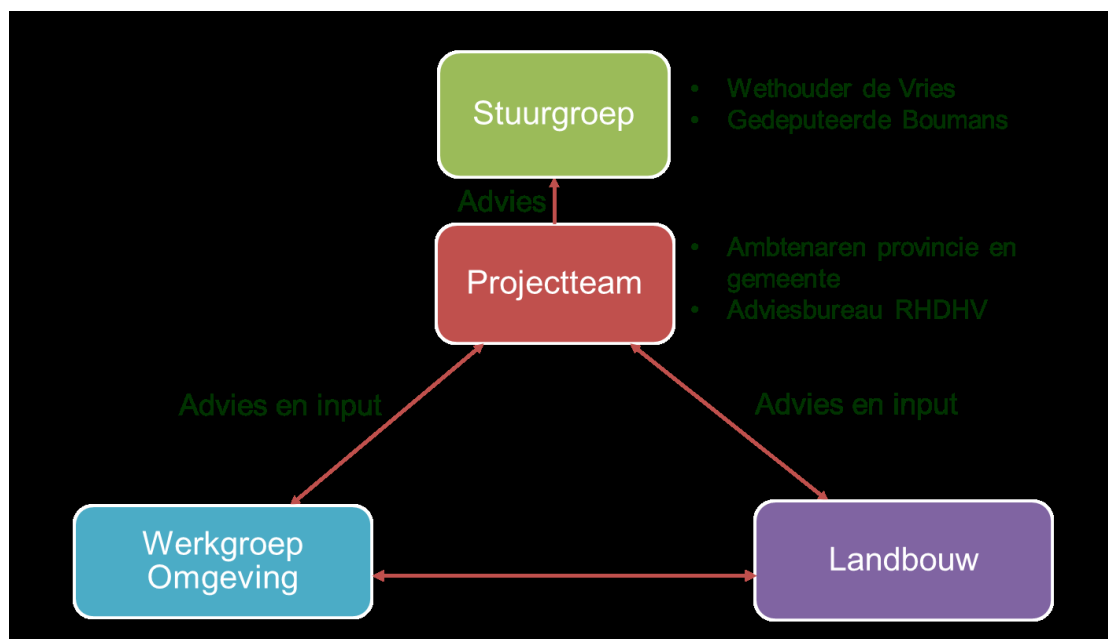 Stuurgroep
• Wethouder de Vries
• Gedeputeerde Boumans
Advies
Projectteam
• Ambtenaren provincie en
gemeente
• Adviesbureau RHDHV
Advies en input
Advies en input
Werkgroep
Omgeving
Landbouw